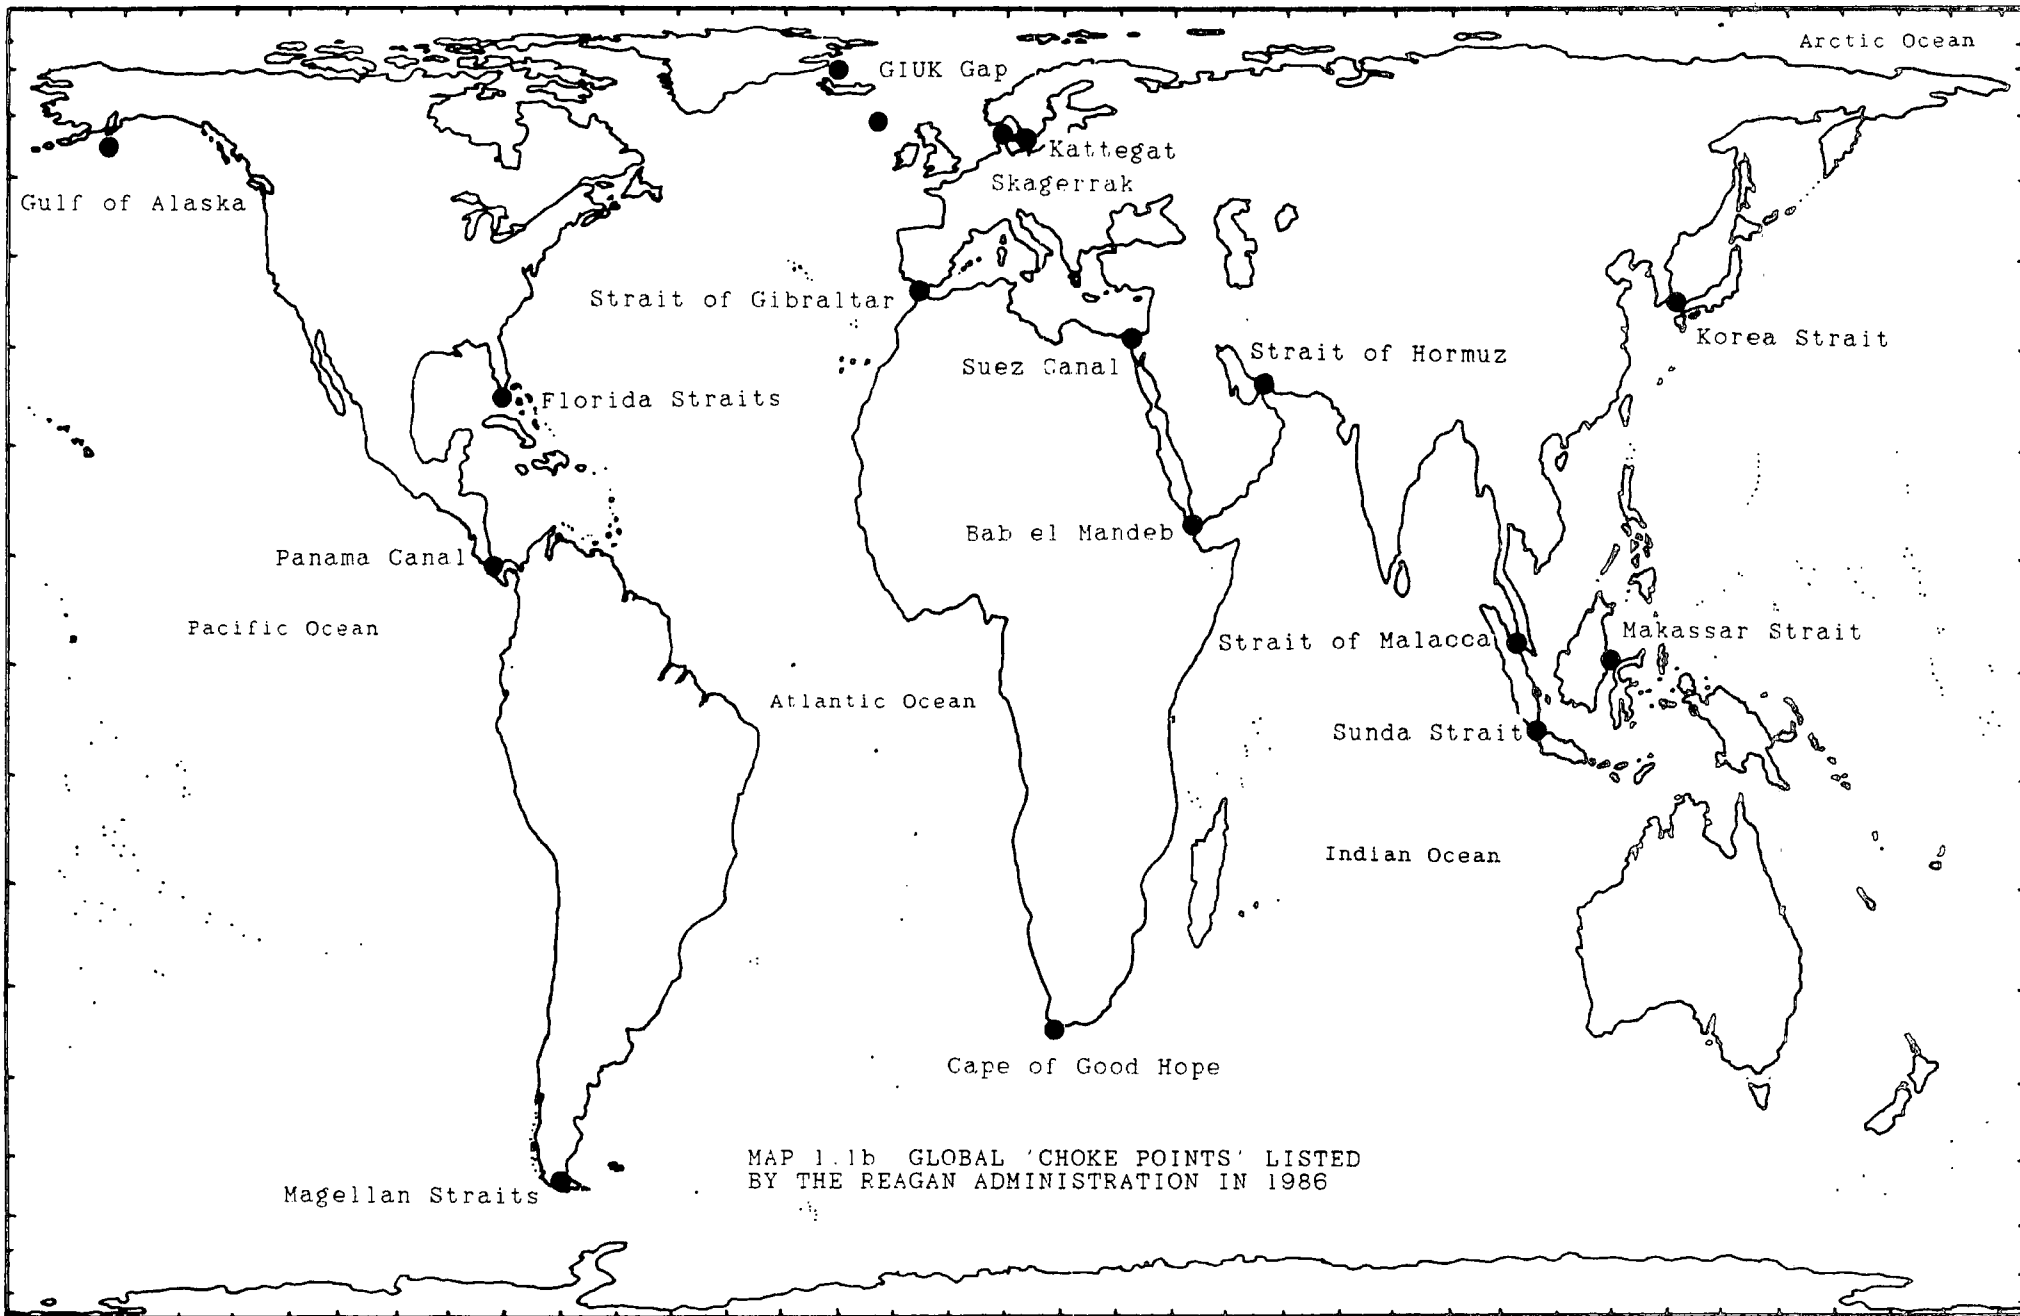 Arctic Ocean
GIUK Gap
Kattegat
Skagerrak
Gulf of Alaska
Strait of Gibraltar
Korea Strait
Suez Canal
Strait of Hormuz
Florida Straits
Bab el Mandeb
Panama Canal
Pacific Ocean
Strait of Malacca
Makassar Strait
Atlantic Ocean
Sunda Strait
Indian Ocean
Cape of Good Hope
MAP 1.1b GLOBAL 'CHOKE POINTS' LISTED
BY THE REAGAN ADMINISTRATION IN 1986
Magellan Straits